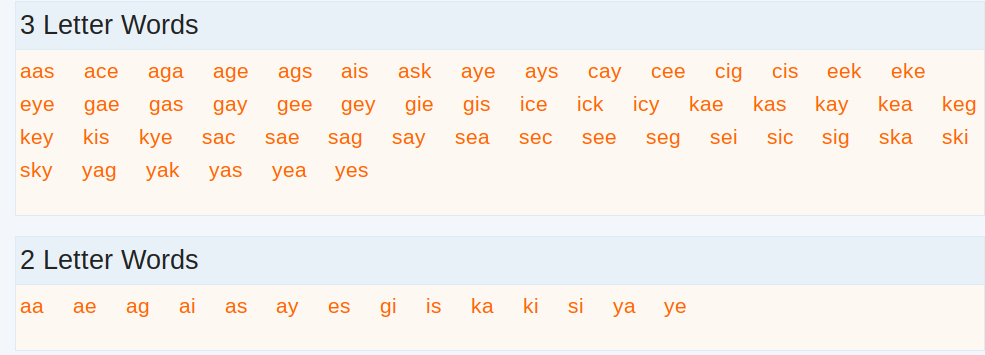 3 Letter Words
aas ace aga age ags ais ask aye ays cay cee cig cis eek eke
eye gae gas gay gee gey gie gis ice ick icy kae kas kay kea keg
key kis kye sac sae sag say sea sec see seg sei sic sig ska ski
sky yag yak yas yea yes
2 Letter Words
aa ae ag ai as ay es gi is ka ki si ya ye